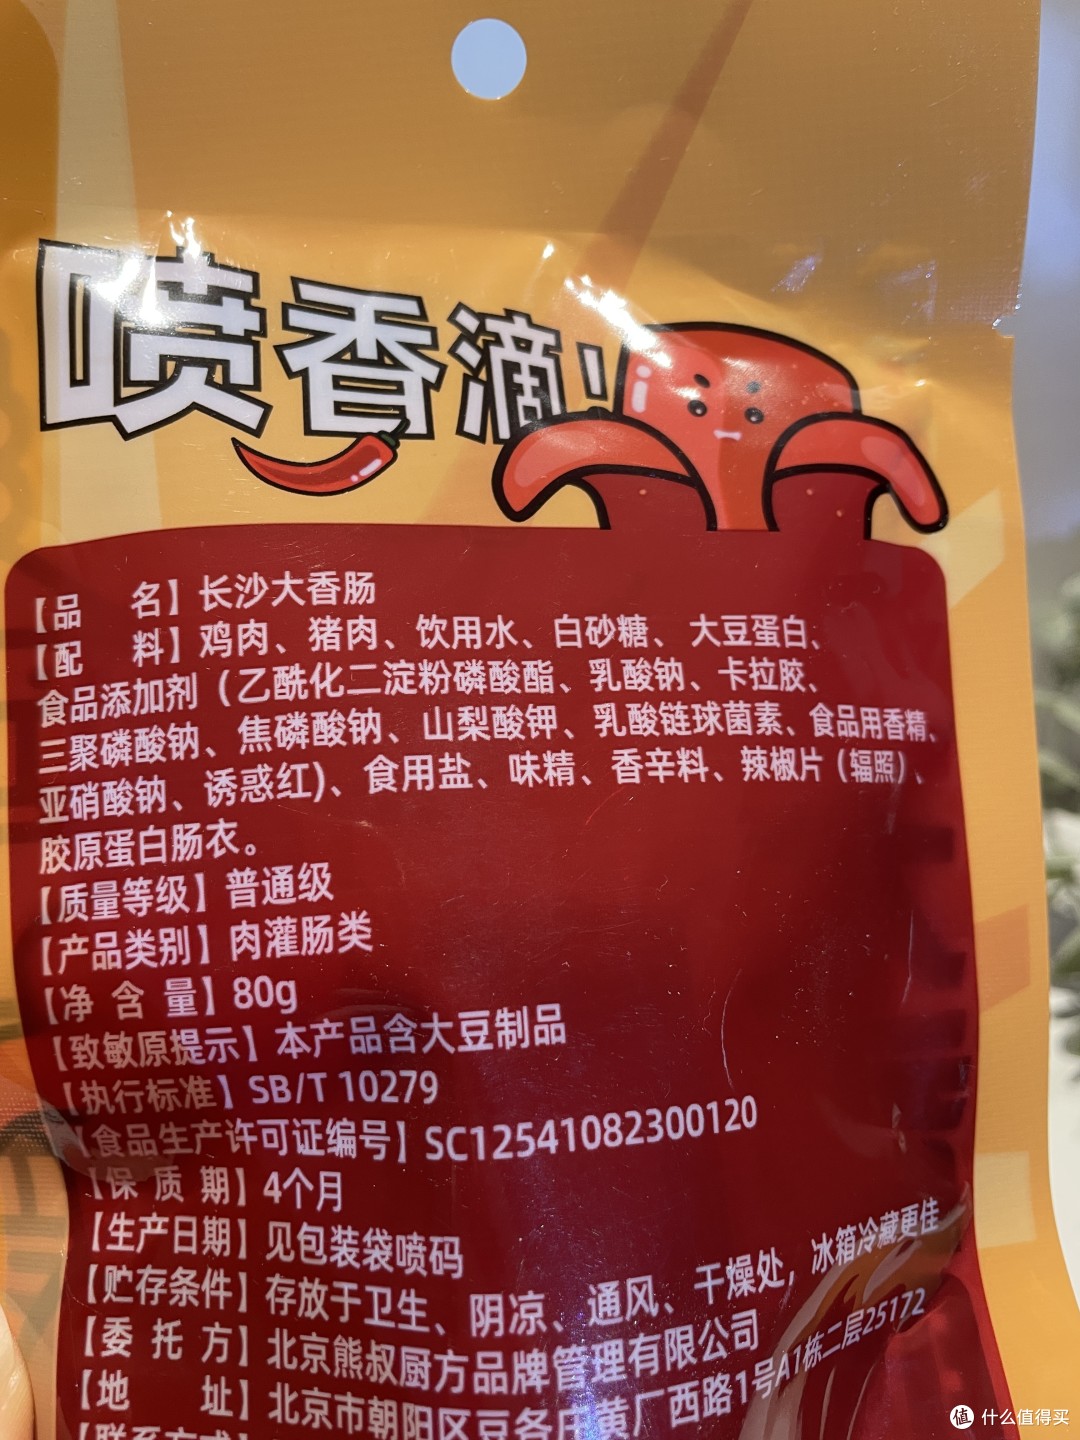 喷香滴
【品 名】长沙大香肠
【配 料】鸡肉、猪肉、饮用水、白砂糖、大豆蛋白、
食品添加剂（乙酰化二淀粉磷酸酯、乳酸钠、卡拉胶、
三聚磷酸钠、焦磷酸钠、山梨酸钾、乳酸链球菌素、食品用香精、
亚硝酸钠、诱惑红)、食用盐、味精、香辛料、辣椒片（辐照）、
胶原蛋白肠衣。
【质量等级】普通级
【产品类别】肉灌肠类
【净 含 量】80g
【致敏原提示】本产品含大豆制品
【执行标准】SB/T 10279
【食品生产许可证编号】SC12541082300120
【保 质 期】4个月
【生产日期】见包装袋喷码
【贮存条件】存放于卫生、阴凉、通风、干燥处，冰箱冷藏更佳
【委 托 方】北京熊叔厨方品牌管理有限公司
【地 址】北京市朝阳区豆各庄黄厂西路1号A1栋二层25172
值 什么值得买